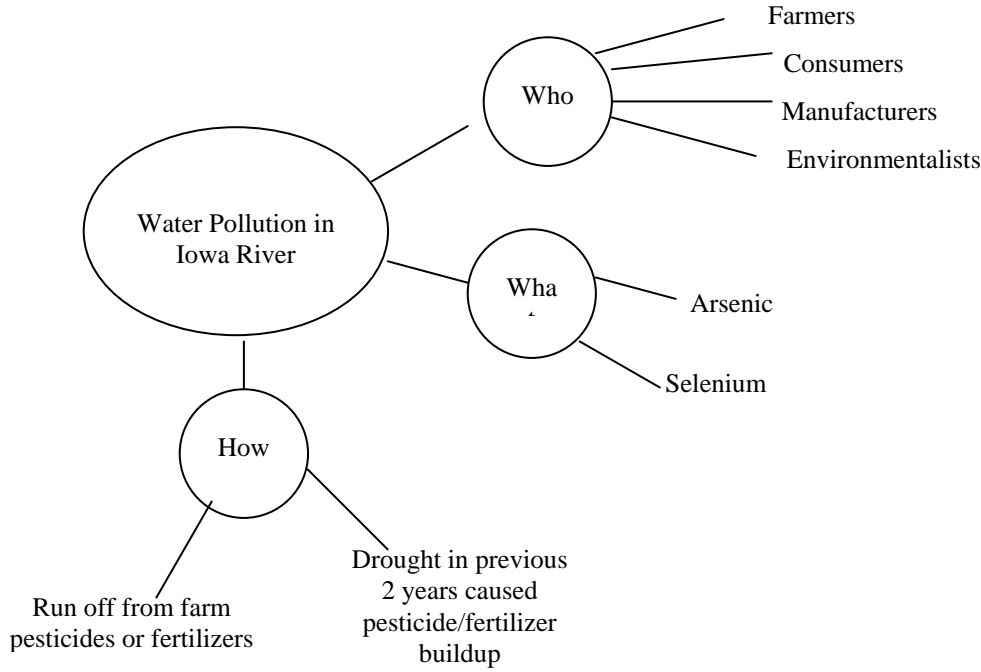 Water Pollution in
Iowa River
Who
Farmers
Consumers
Manufacturers
Environmentalists
Wha
Arsenic
Selenium
How
Run off from farm
pesticides or fertilizers
Drought in previous
2 years caused
pesticide/fertilizer
buildup